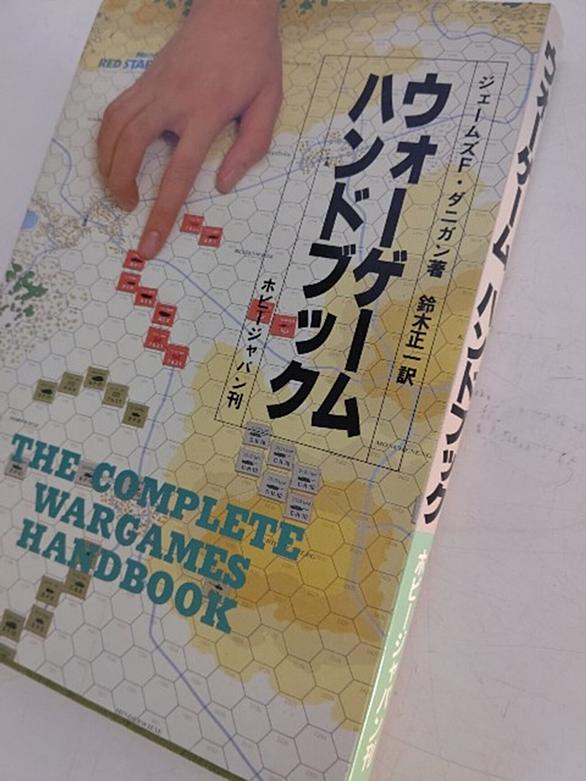 RED STAR
ジェームズF・ダニガン著 鈴木正一訳
ウォーゲーム
ハンドブック
ホビージャパン刊
THE COMPLETE
WARGAMES
HANDBOOK
ウォーゲーム ハンドブック
ホビージャパン